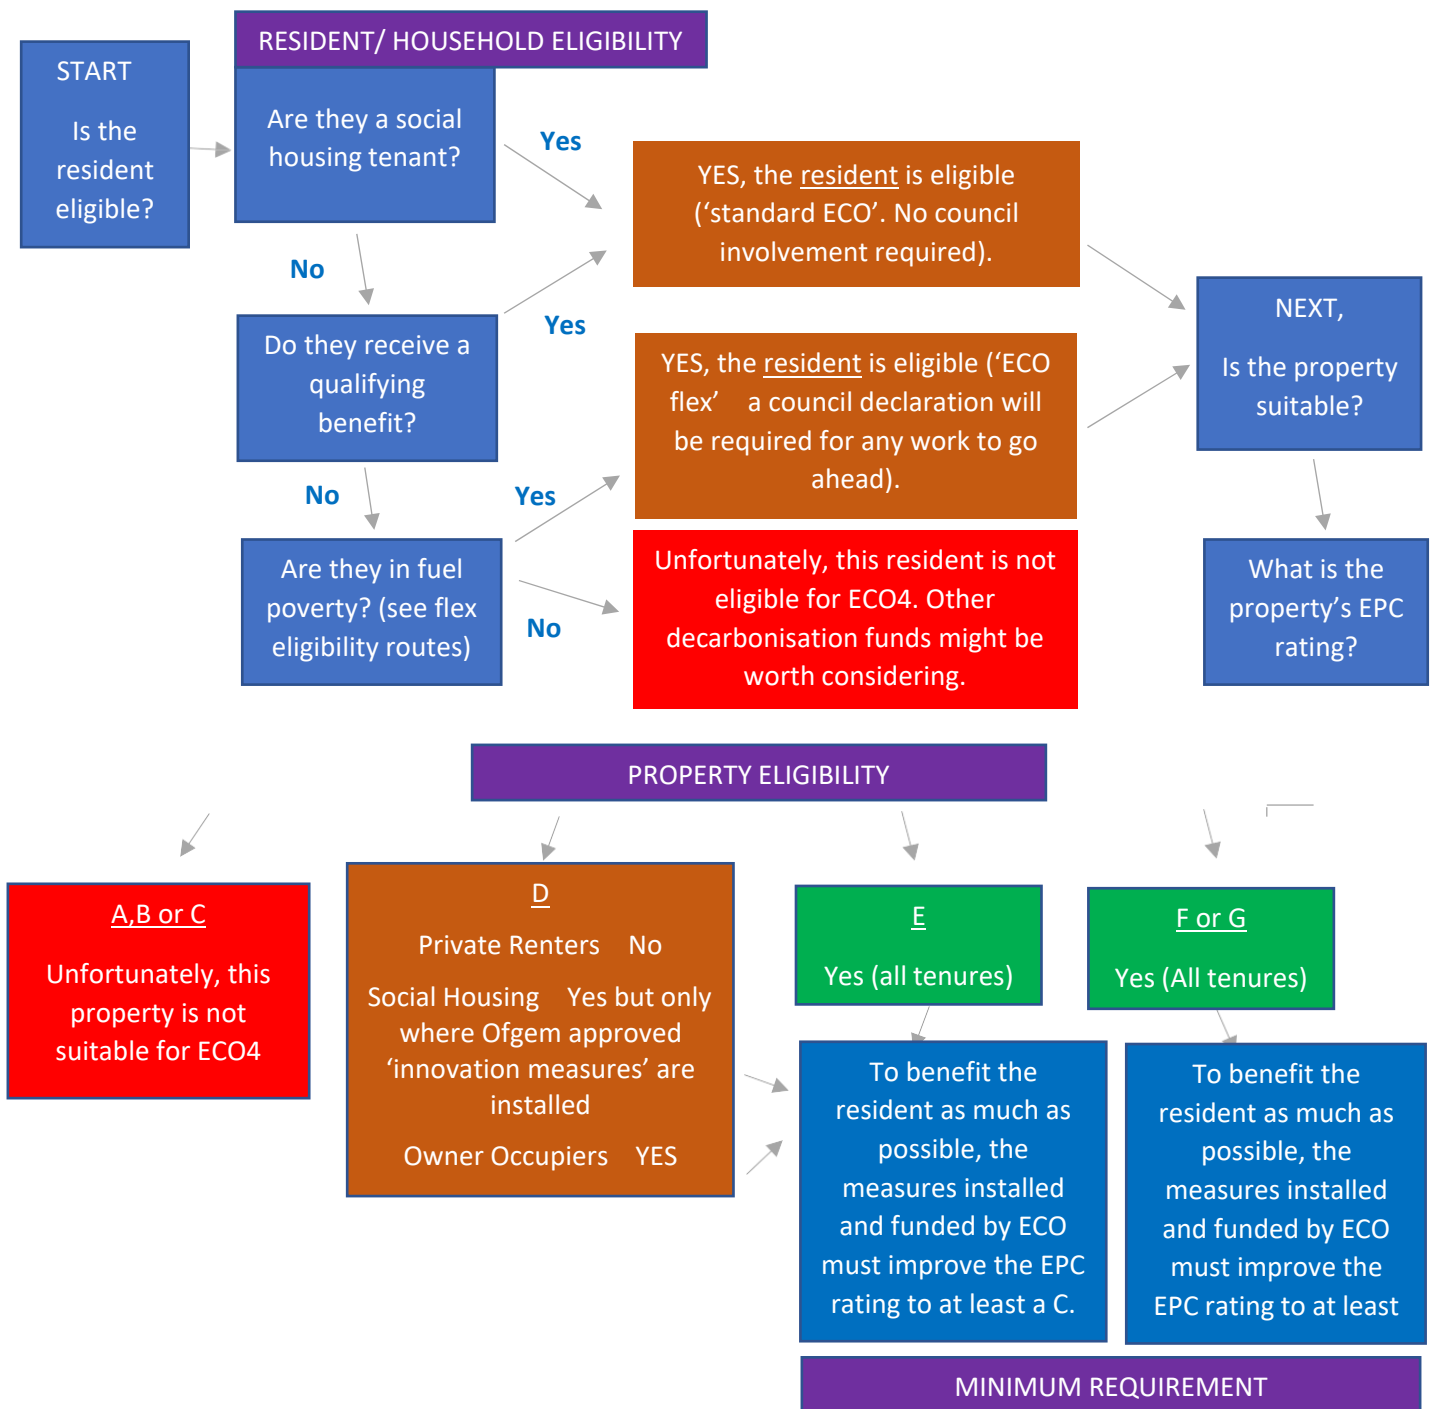 RESIDENT/ HOUSEHOLD ELIGIBILITY
START
Is the
resident
eligible?
Are they a social
housing tenant?
Yes
No
YES, the resident is eligible
(‘standard ECO’. No council
involvement required).
Do they receive a
qualifying
benefit?
Yes
No
YES, the resident is eligible (‘ECO
flex’ a council declaration will
be required for any work to go
ahead).
NEXT,
Is the property
suitable?
Are they in fuel
poverty? (see flex
eligibility routes)
Yes
No
Unfortunately, this resident is not
eligible for ECO4. Other
decarbonisation funds might be
worth considering.
What is the
property’s EPC
rating?
PROPERTY ELIGIBILITY
A,B or C
Unfortunately, this
property is not
suitable for ECO4
D
Private Renters No
Social Housing Yes but only
where Ofgem approved
‘innovation measures’ are
installed
Owner Occupiers YES
E
Yes (all tenures)
F or G
Yes (All tenures)
To benefit the
resident as much as
possible, the
measures installed
and funded by ECO
must improve the EPC
rating to at least a C.
To benefit the
resident as much as
possible, the
measures installed
and funded by ECO
must improve the
EPC rating to at least
MINIMUM REQUIREMENT